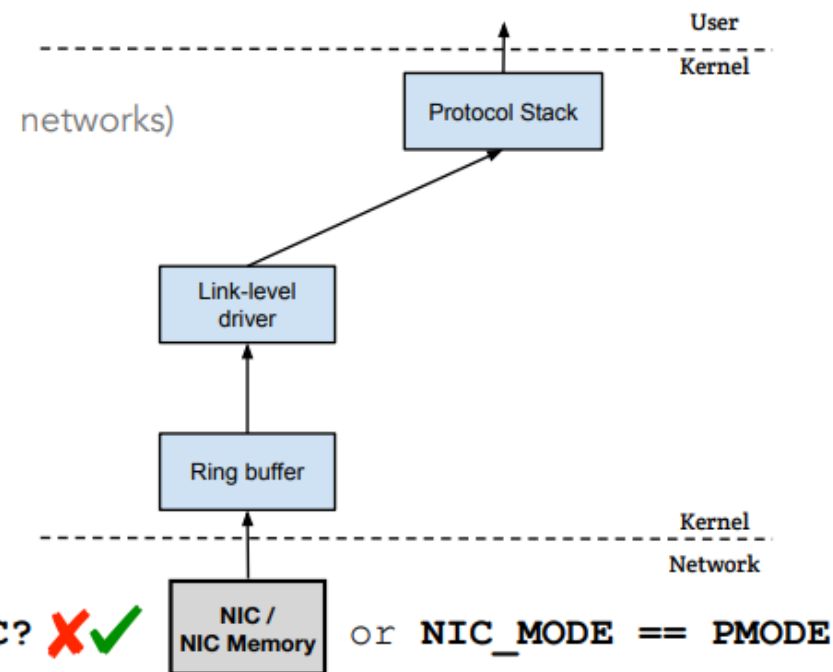 User
Kernel
networks)
Protocol Stack
Link-level
driver
Ring buffer
Kernel
Network
C? NIC /
NIC Memory or NIC_MODE == PMODE